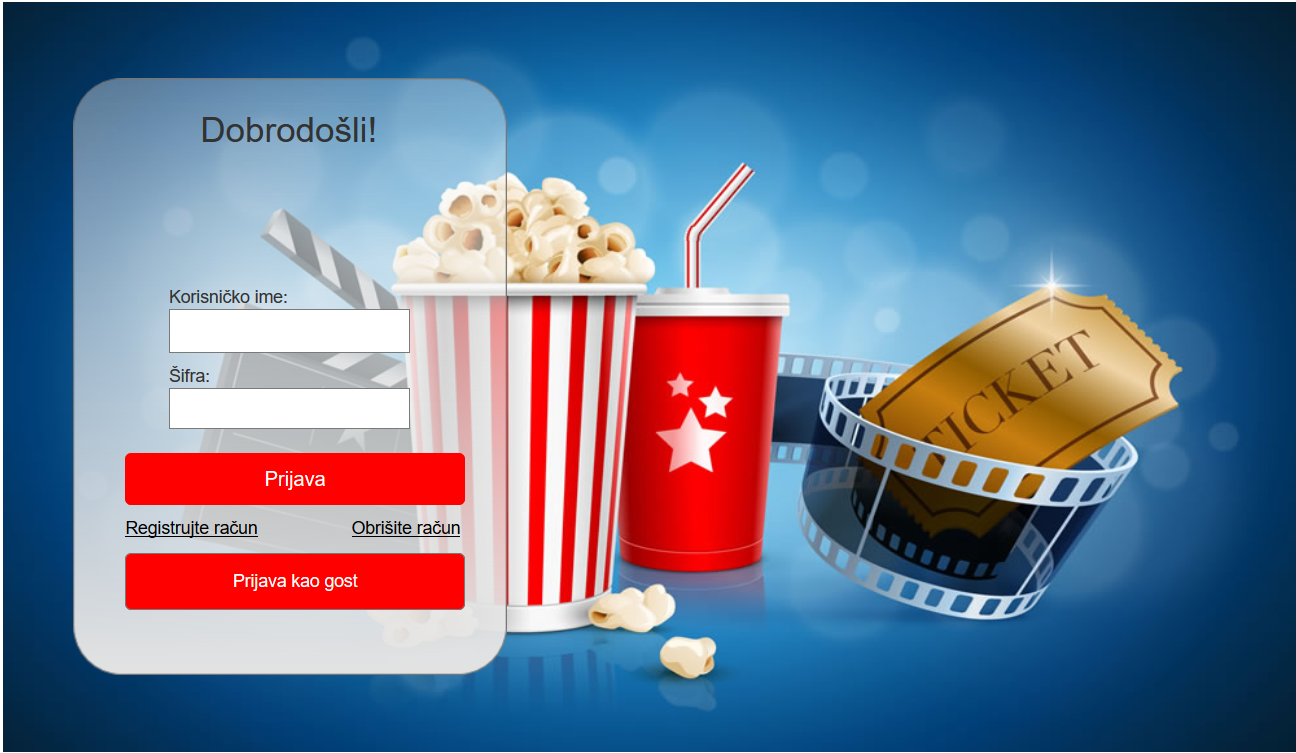 Dobrodošli!
Korisničko ime:
Šifra:
Prijava
Registrujte račun Obrišite račun
Prijava kao gost
TICKET